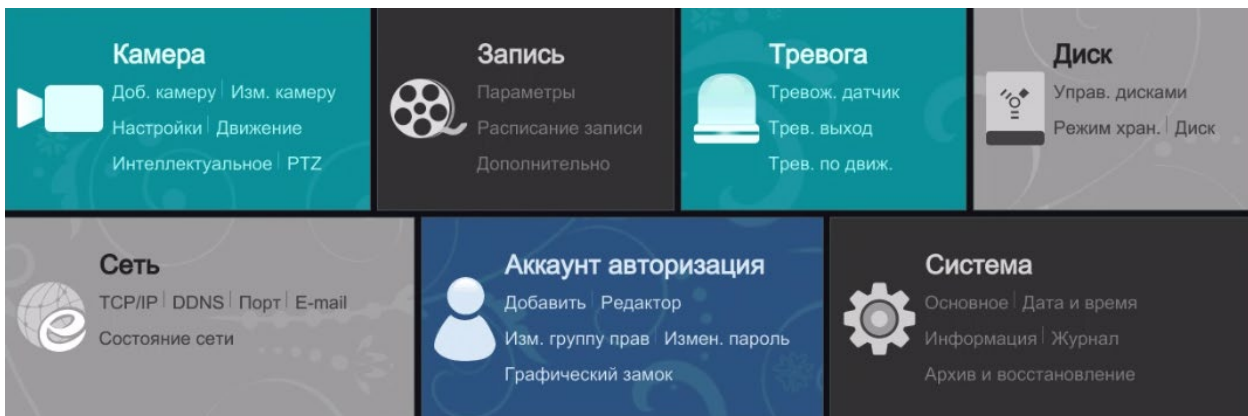 Камера
Доб. камеру | Изм. камеру
Настройки | Движение
Интеллектуальное | PTZ
Запись
Параметры
Расписание записи
Дополнительно
Тревога
Тревож. датчик
Трев. выход
Трев. по движ.
Диск
Управ. дисками
Режим хран. | Диск
Сеть
TCP/IP | DDNS | Порт | E-mail
Состояние сети
Аккаунт авторизация
Добавить | Редактор
Изм. группу прав | Измен. пароль
Графический замок
Система
Основное | Дата и время
Информация | Журнал
Архив и восстановление